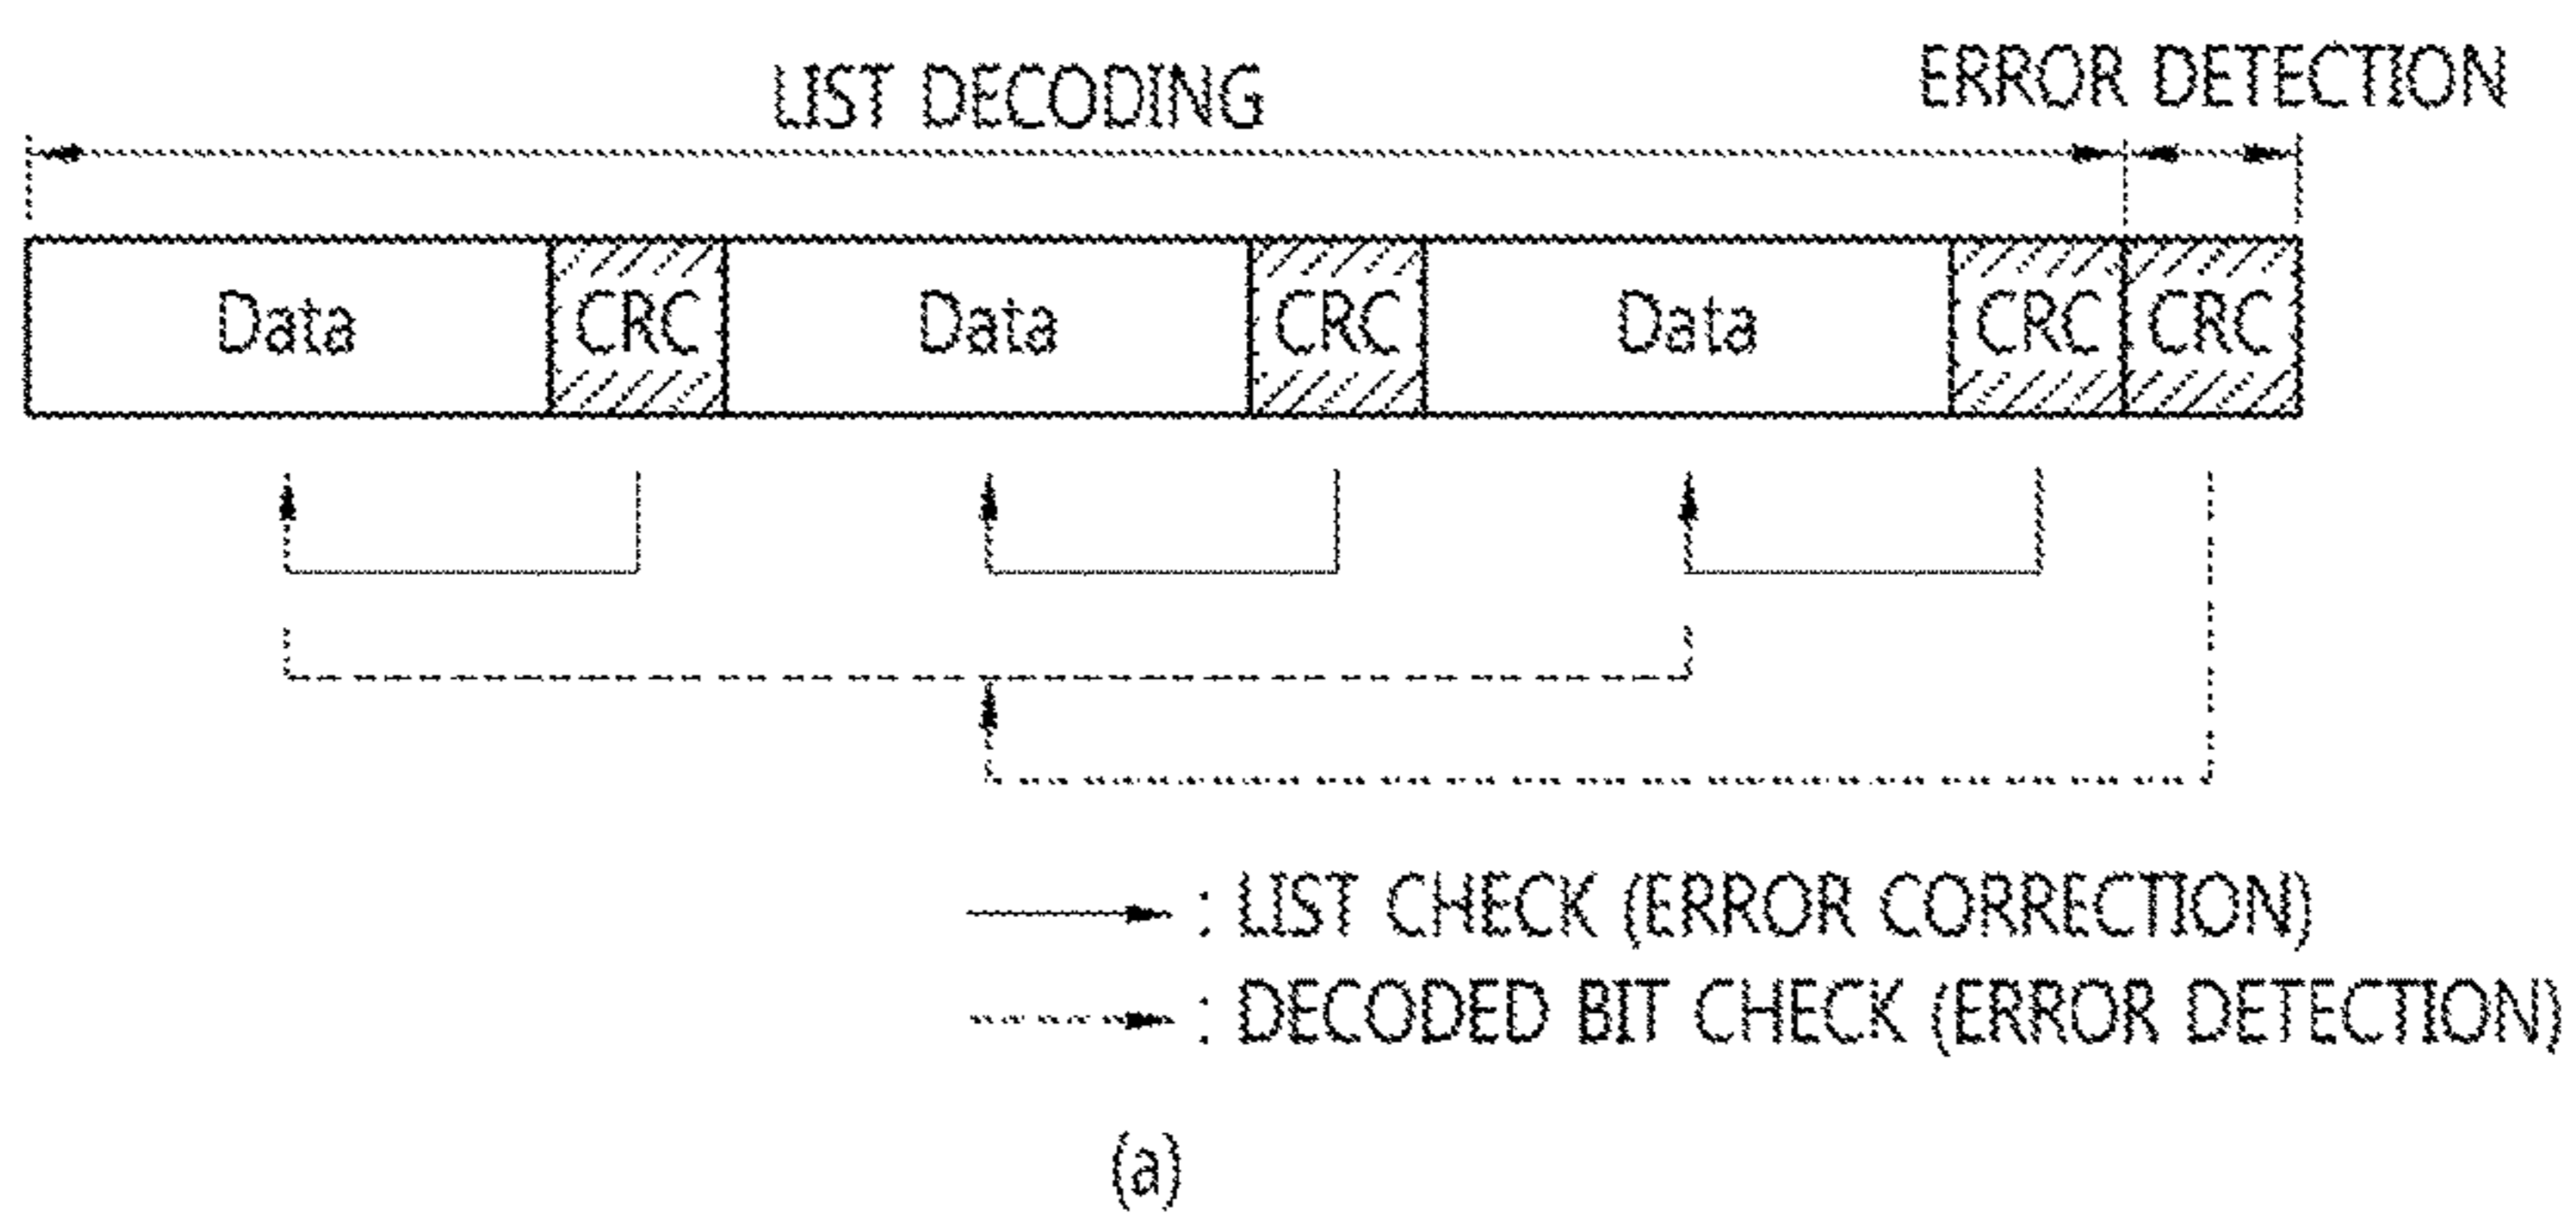 LIST DECODING
ERROR DETECTION
Data CRC Data CRC Data CRC CRC
: LIST CHECK (ERROR CORRECTION)
: DECODED BIT CHECK (ERROR DETECTION)
(a)